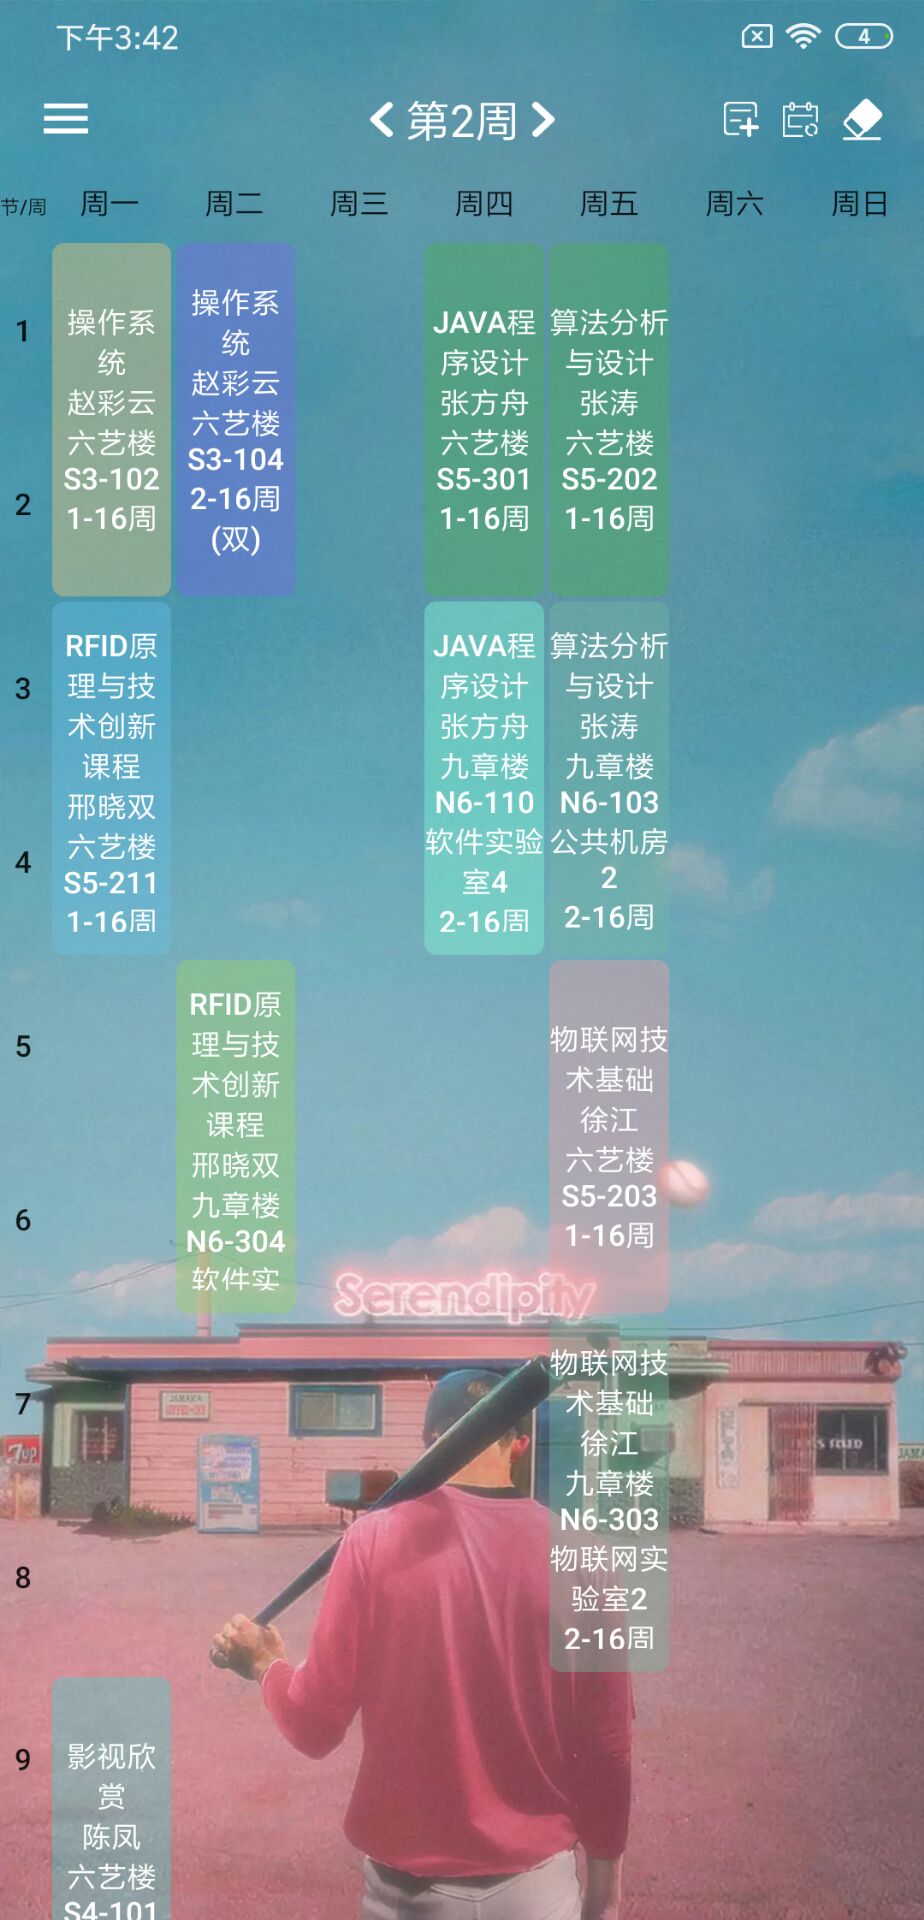 下午3:42
4
第2周
节/周 周一 周二 周三 周四 周五 周六 周日
1
2
3
4
5
6
7
8
9
操作系
统
赵彩云
六艺楼
S3-102
1-16周
RFID原
理与技
术创新
课程
邢晓双
六艺楼
S5-211
1-16周
影视欣
赏
陈凤
六艺楼
S4-101
操作系
统
赵彩云
六艺楼
S3-104
2-16周
(双)
RFID原
理与技
术创新
课程
邢晓双
九章楼
N6-304
软件实
JAVA程
序设计
张方舟
六艺楼
S5-301
1-16周
JAVA程
序设计
张方舟
九章楼
N6-110
软件实验
室4
2-16周
算法分析
与设计
张涛
六艺楼
S5-202
1-16周
算法分析
与设计
张涛
九章楼
N6-103
公共机房
2
2-16周
物联网技
术基础
徐江
六艺楼
S5-203
1-16周
物联网技
术基础
徐江
九章楼
N6-303
物联网实
验室2
2-16周
Serendipity
JAMAICA
7up